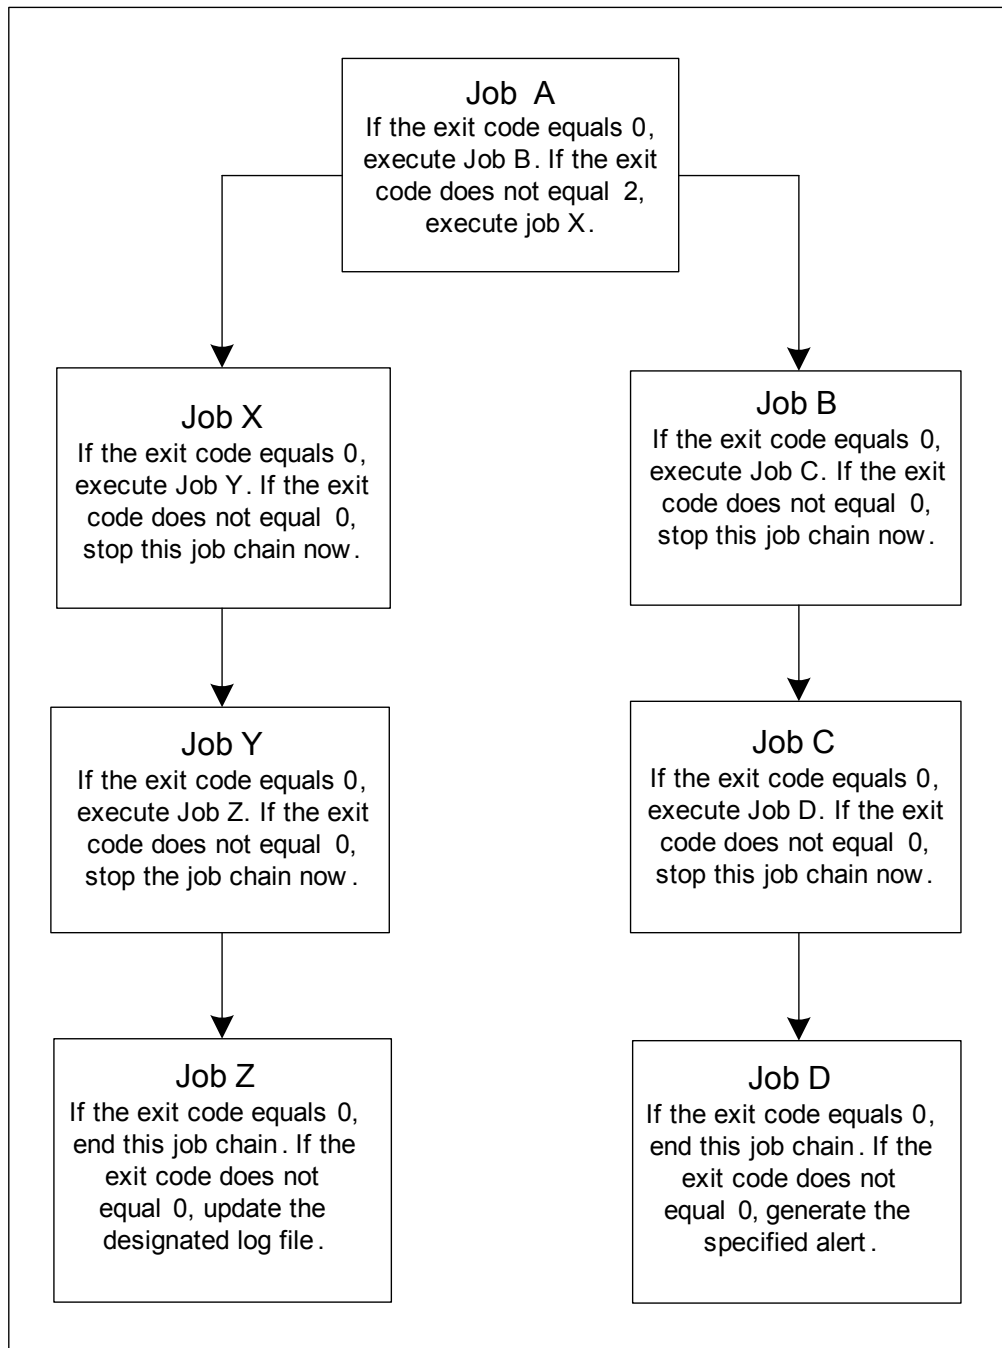 Job A
If the exit code equals 0,
execute Job B. If the exit
code does not equal 2,
execute job X.
Job X
If the exit code equals 0,
execute Job Y. If the exit
code does not equal 0,
stop this job chain now.
Job B
If the exit code equals 0,
execute Job C. If the exit
code does not equal 0,
stop this job chain now.
Job Y
If the exit code equals 0,
execute Job Z. If the exit
code does not equal 0,
stop the job chain now.
Job C
If the exit code equals 0,
execute Job D. If the exit
code does not equal 0,
stop this job chain now.
Job Z
If the exit code equals 0,
end this job chain. If the
exit code does not
equal 0, update the
designated log file.
Job D
If the exit code equals 0,
end this job chain. If the
exit code does not
equal 0, generate the
specified alert.